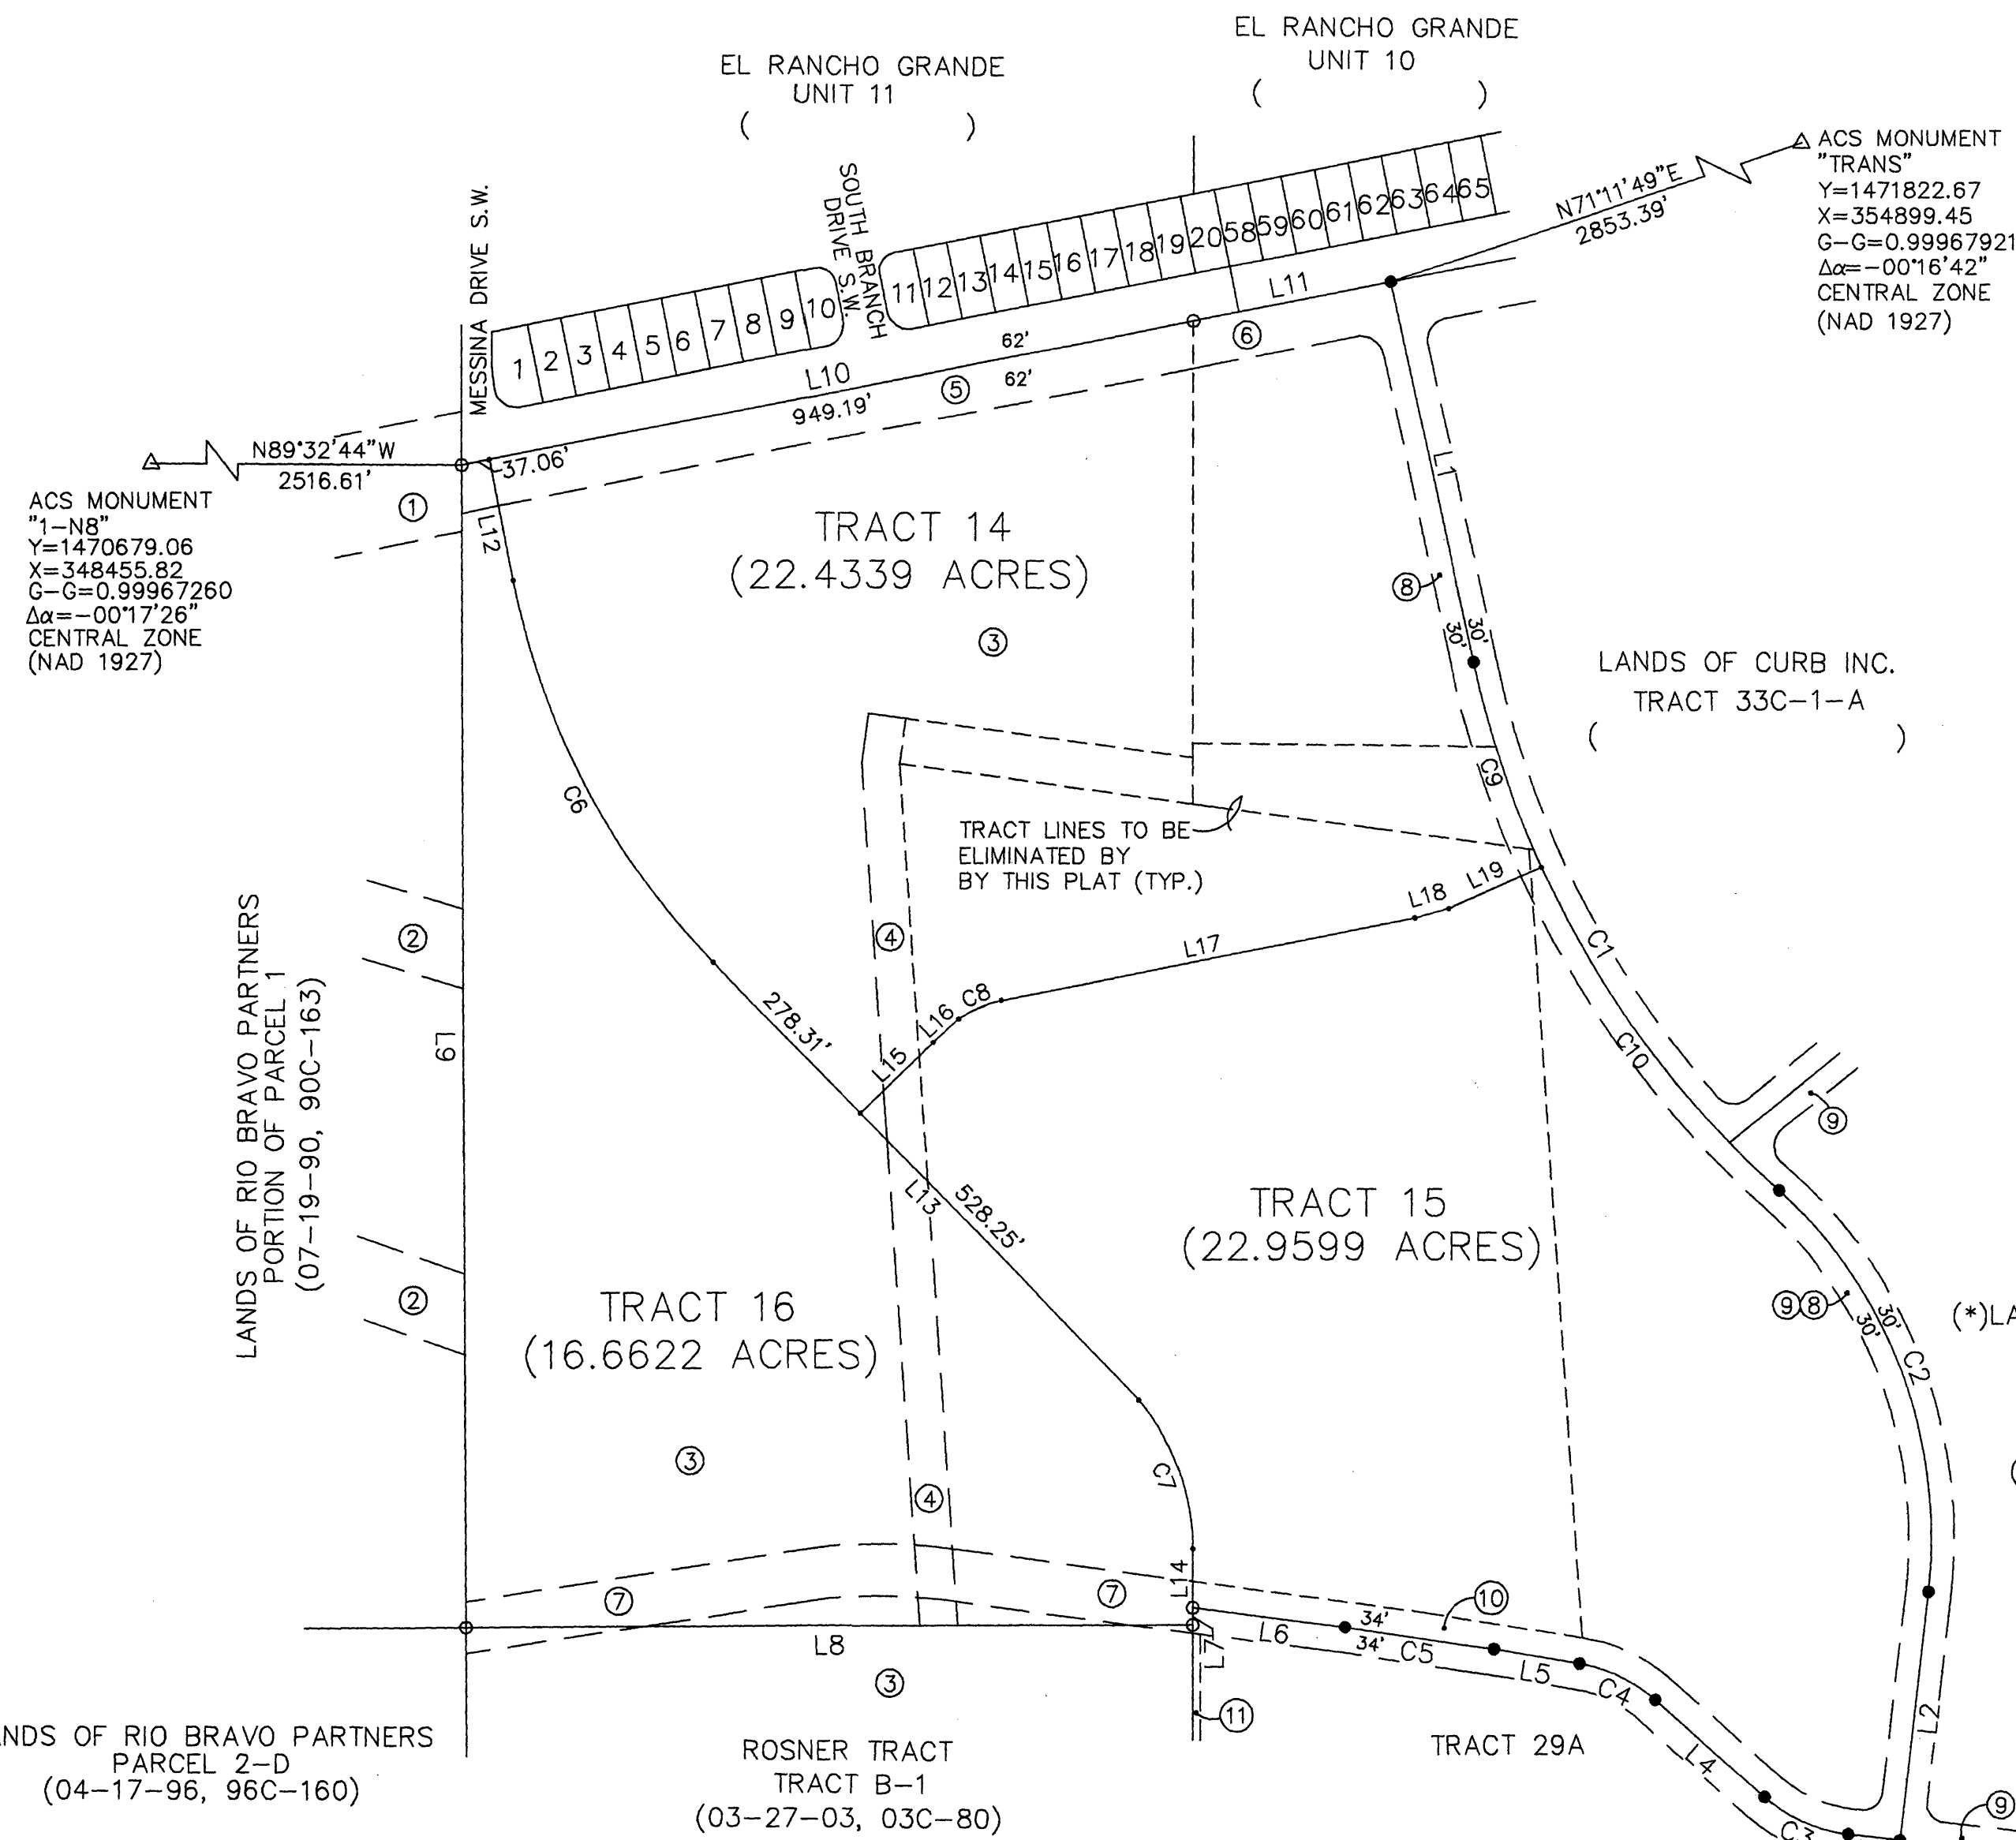 EL RANCHO GRANDE
UNIT 11
(          )
EL RANCHO GRANDE
UNIT 10
(          )
ACS MONUMENT
"TRANS"
Y=1471822.67
X=354899.45
G-G=0.99967921
Δα=-00°16'42"
CENTRAL ZONE
(NAD 1927)
N71°11'49"E
2853.39'
MESSINA DRIVE S.W.
SOUTH BRANCH
DRIVE S.W.
1 2 3 4 5 6 7 8 9 10
11 12 13 14 15 16 17 18 19 20 58 59 60 61 62 63 64 65
L11
62'
L10
62'
949.19'
⑤
⑥
N89°32'44"W
2516.61'
37.06'
ACS MONUMENT
"1-N8"
Y=1470679.06
X=348455.82
G-G=0.99967260
Δα=-00°17'26"
CENTRAL ZONE
(NAD 1927)
①
L12
TRACT 14
(22.4339 ACRES)
③
L1
⑧
30' 30'
LANDS OF CURB INC.
TRACT 33C-1-A
(          )
C6
C9
TRACT LINES TO BE
ELIMINATED BY
BY THIS PLAT (TYP.)
L18
L19
LANDS OF RIO BRAVO PARTNERS
PORTION OF PARCEL 1
(07-19-90, 90C-163)
②
④
L17
C1
L9
278.31'
C8
L16
L15
C10
⑨
L13
528.25'
TRACT 15
(22.9599 ACRES)
②
TRACT 16
(16.6622 ACRES)
⑨⑧
30' 30'
(*)LA
C2
③
④
C7
(
⑦
⑦
L14
⑩
34'
34'
L6
C5
L7
L5
C4
L8
③
⑪
L2
L4
TRACT 29A
NDS OF RIO BRAVO PARTNERS
PARCEL 2-D
(04-17-96, 96C-160)
ROSNER TRACT
TRACT B-1
(03-27-03, 03C-80)
⑨
C3